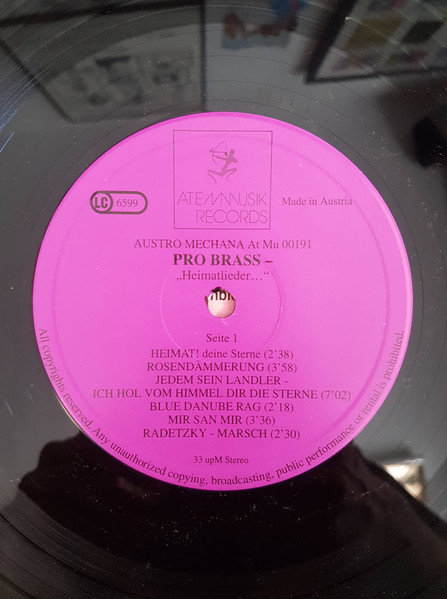 ATEMMUSIK
RECORDS
LC 6599
Made in Austria
AUSTRO MECHANA At Mu 00191
PRO BRASS –
„Heimatlieder…“
Seite 1
HEIMAT! deine Sterne (2’38)
ROSENDÄMMERUNG (3’58)
JEDEM SEIN LANDLER -
ICH HOL VOM HIMMEL DIR DIE STERNE (7’02)
BLUE DANUBE RAG (2’18)
MIR SAN MIR (3’36)
RADETZKY - MARSCH (2’30)
33 upM Stereo
All copyrights reserved. Any unauthorized copying, broadcasting, public performance or rental is prohibited.